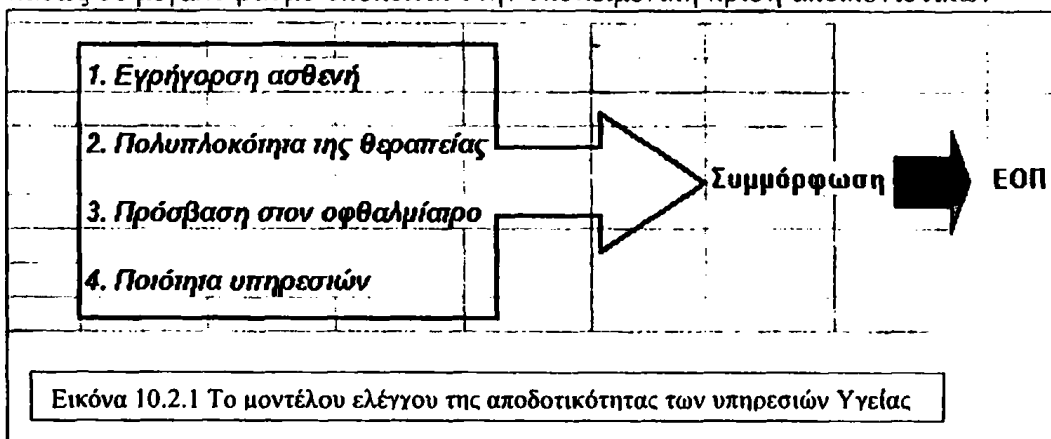 1. Εγρήγορση ασθενή
2. Πολυπλοκότητα της θεραπείας
3. Πρόσβαση στον οφθαλμίατρο
Συμμόρφωση
ΕΟΠ
4. Ποιότητα υπηρεσιών
Εικόνα 10.2.1 Το μοντέλου ελέγχου της αποδοτικότητας των υπηρεσιών Υγείας